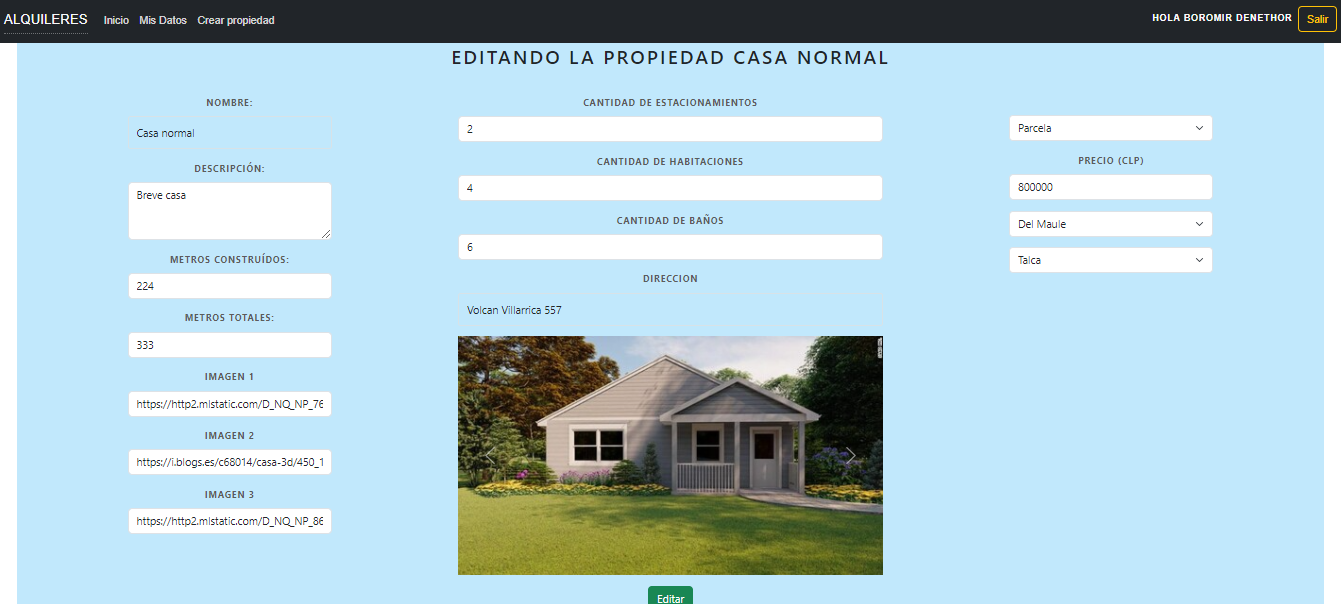 ALQUILERES Inicio Mis Datos Crear propiedad HOLA BOROMIR DENETHOR Salir
EDITANDO LA PROPIEDAD CASA NORMAL
NOMBRE:
Casa normal
DESCRIPCIÓN:
Breve casa
METROS CONSTRUÍDOS:
224
METROS TOTALES:
333
IMAGEN 1
https://http2.mlstatic.com/D_NQ_NP_76
IMAGEN 2
https://i.blogs.es/c68014/casa-3d/450_1
IMAGEN 3
https://http2.mlstatic.com/D_NQ_NP_86
CANTIDAD DE ESTACIONAMIENTOS
2
CANTIDAD DE HABITACIONES
4
CANTIDAD DE BAÑOS
6
DIRECCION
Volcan Villarrica 557
Editar
Parcela
PRECIO (CLP)
800000
Del Maule
Talca